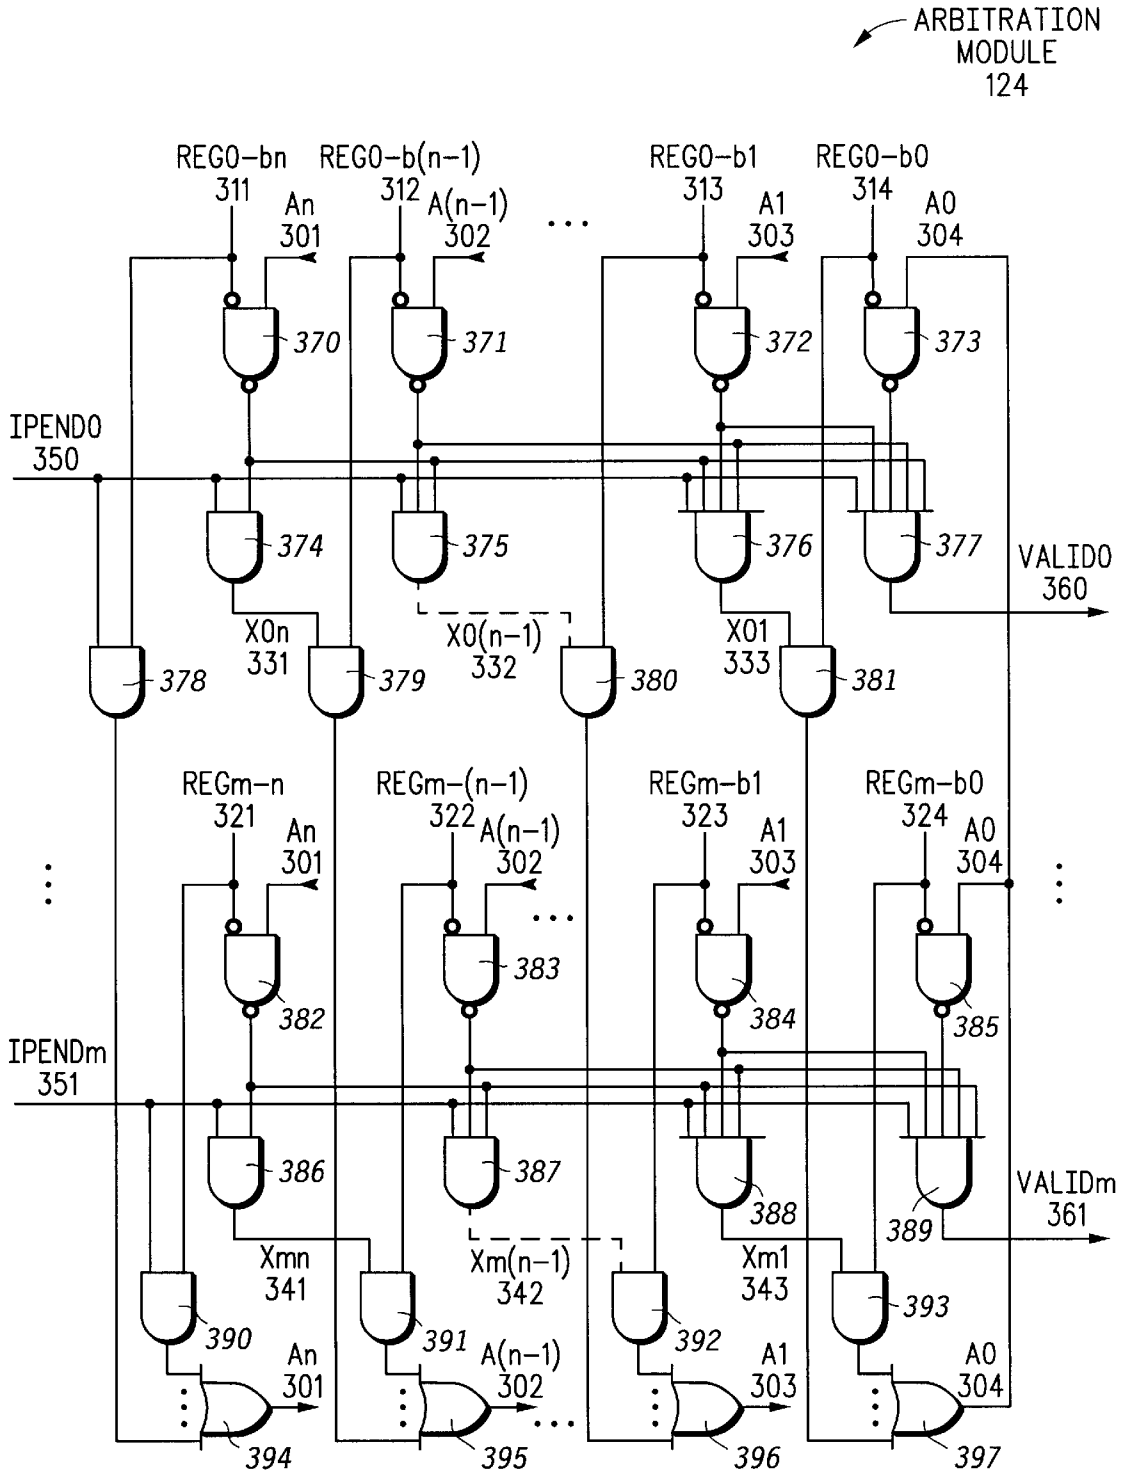 ARBITRATION
MODULE
124
REG0-bn
311
REG0-b(n-1)
312
REG0-b1
313
REG0-b0
314
An
301
A(n-1)
302
...
A1
303
A0
304
370
371
372
373
IPEND0
350
374
375
376
377
VALID0
360
X0n
331
X0(n-1)
332
X01
333
378
379
380
381
REGm-n
321
REGm-(n-1)
322
REGm-b1
323
REGm-b0
324
An
301
A(n-1)
302
...
A1
303
A0
304
382
383
384
385
IPENDm
351
386
387
388
389
VALIDm
361
Xmn
341
Xm(n-1)
342
Xm1
343
390
391
392
393
An
301
A(n-1)
302
...
A1
303
A0
304
394
395
396
397